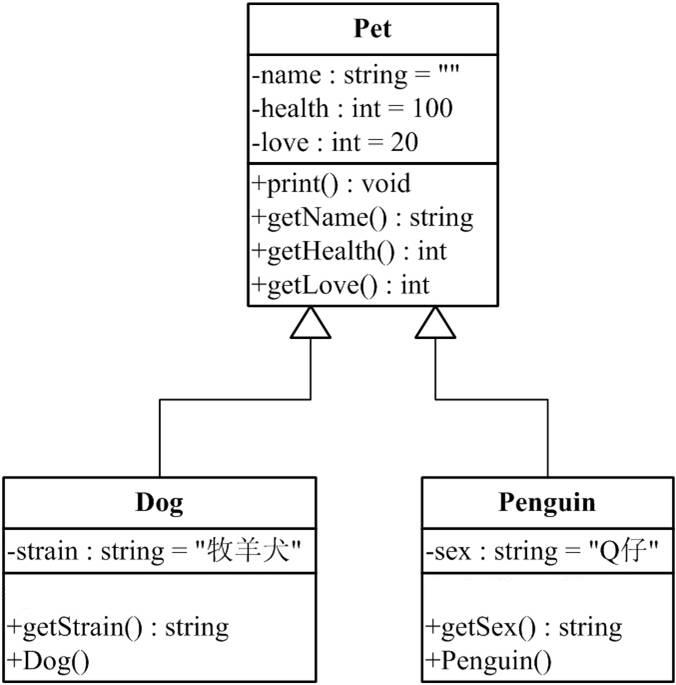 Pet
-name : string = ""
-health : int = 100
-love : int = 20
+print() : void
+getName() : string
+getHealth() : int
+getLove() : int
Dog
-strain : string = "牧羊犬"
+getStrain() : string
+Dog()
Penguin
-sex : string = "Q仔"
+getSex() : string
+Penguin()